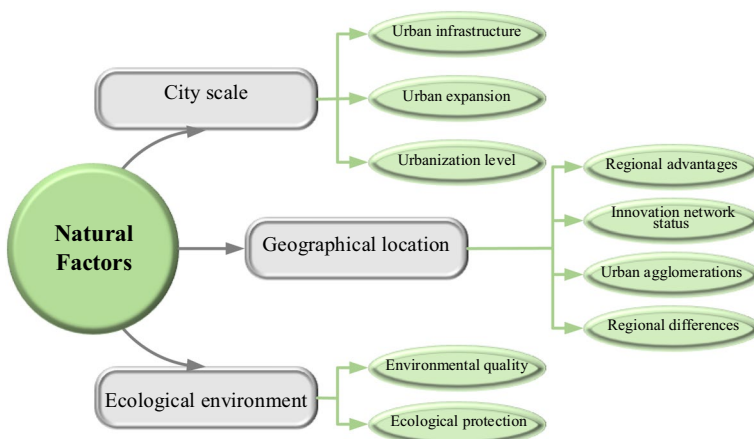 Natural
Factors
City scale
Urban infrastructure
Urban expansion
Urbanization level
Geographical location
Regional advantages
Innovation network
status
Urban agglomerations
Regional differences
Ecological environment
Environmental quality
Ecological protection